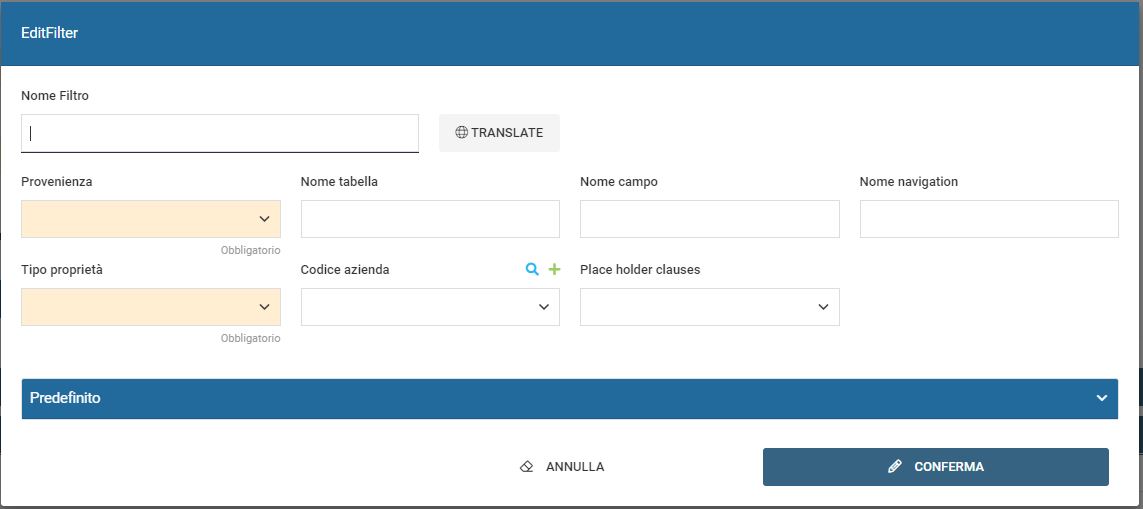 EditFilter
Nome Filtro
TRANSLATE
Provenienza
Nome tabella
Nome campo
Nome navigation
Obbligatorio
Tipo proprietà
Codice azienda
Place holder clauses
Obbligatorio
Predefinito
ANNULLA
CONFERMA